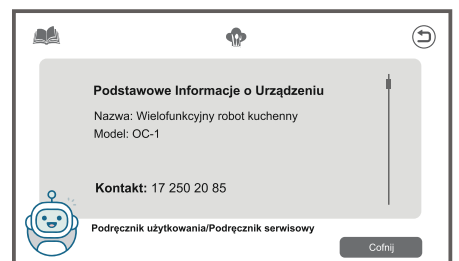 Podstawowe Informacje o Urządzeniu
Nazwa: Wielofunkcyjny robot kuchenny
Model: OC-1
Kontakt: 17 250 20 85
Podręcznik użytkowania/Podręcznik serwisowy
Cofnij